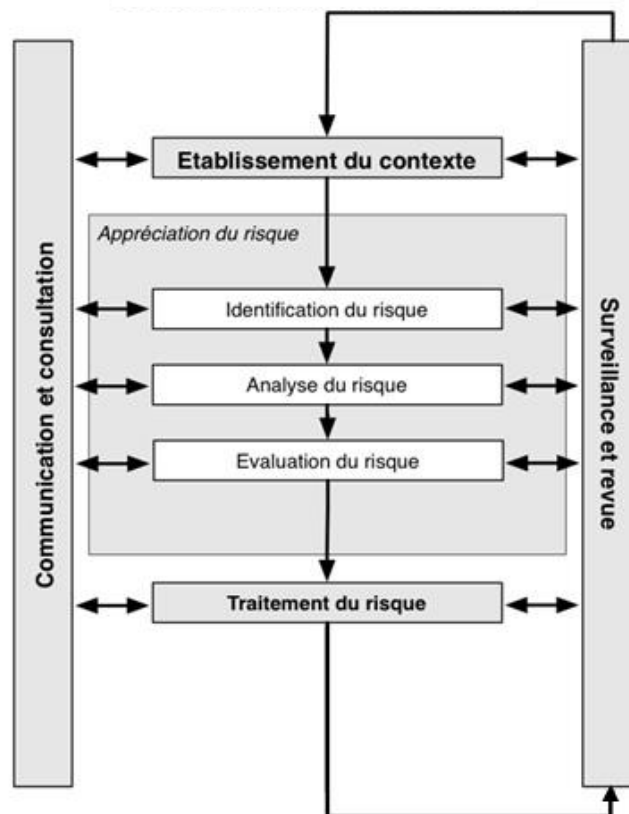 Etablissement du contexte
Appréciation du risque
Identification du risque
Analyse du risque
Evaluation du risque
Traitement du risque
Communication et consultation
Surveillance et revue